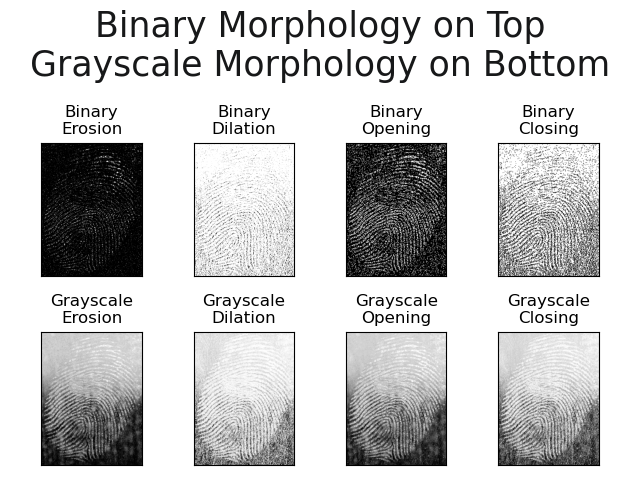 Binary Morphology on Top
Grayscale Morphology on Bottom
Binary
Erosion
Binary
Dilation
Binary
Opening
Binary
Closing
Grayscale
Erosion
Grayscale
Dilation
Grayscale
Opening
Grayscale
Closing